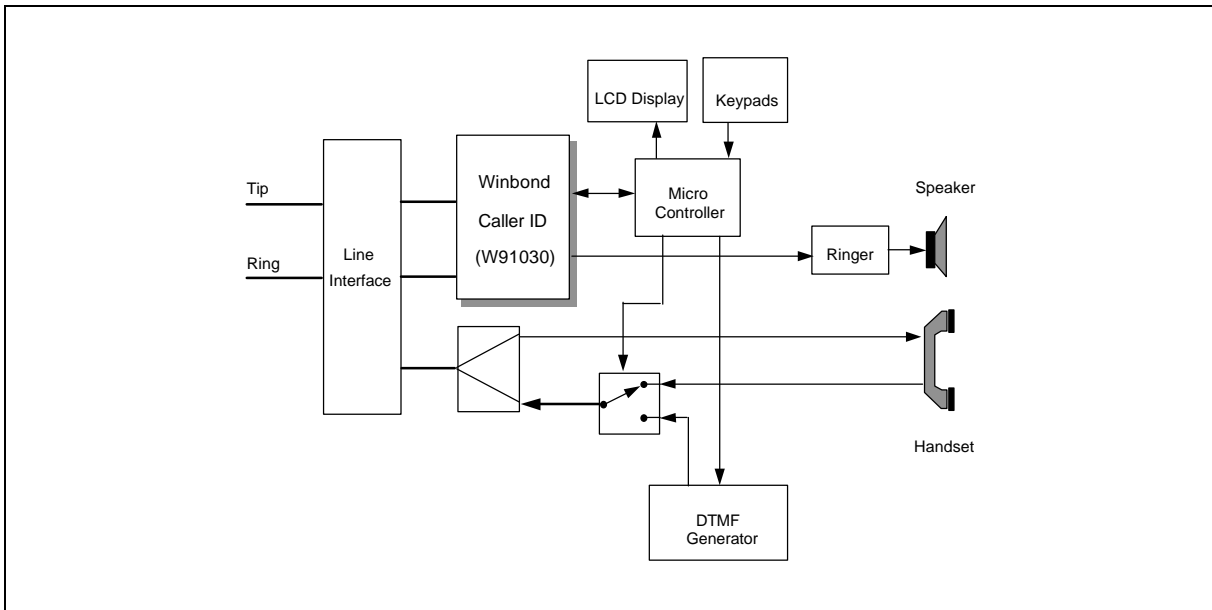 LCD Display
Keypads
Tip
Ring
Line
Interface
Winbond
Caller ID
(W91030)
Micro
Controller
Ringer
Speaker
Handset
DTMF
Generator